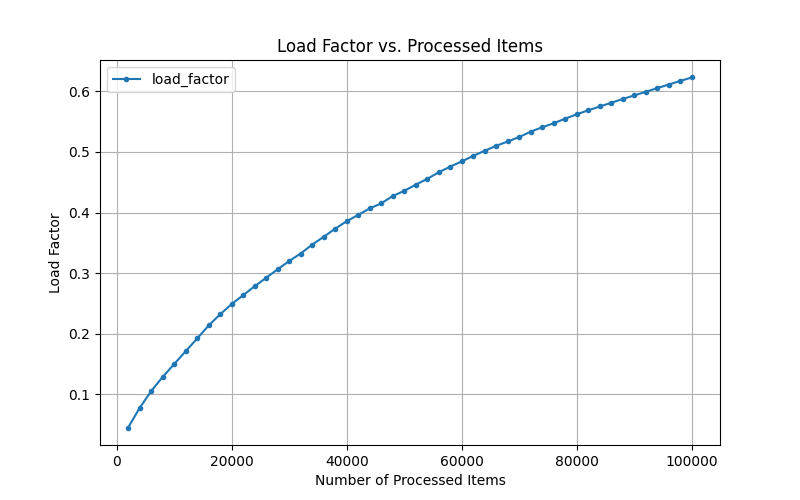 Load Factor vs. Processed Items
load_factor
0.6
0.5
0.4
0.3
0.2
0.1
Load Factor
0 20000 40000 60000 80000 100000
Number of Processed Items